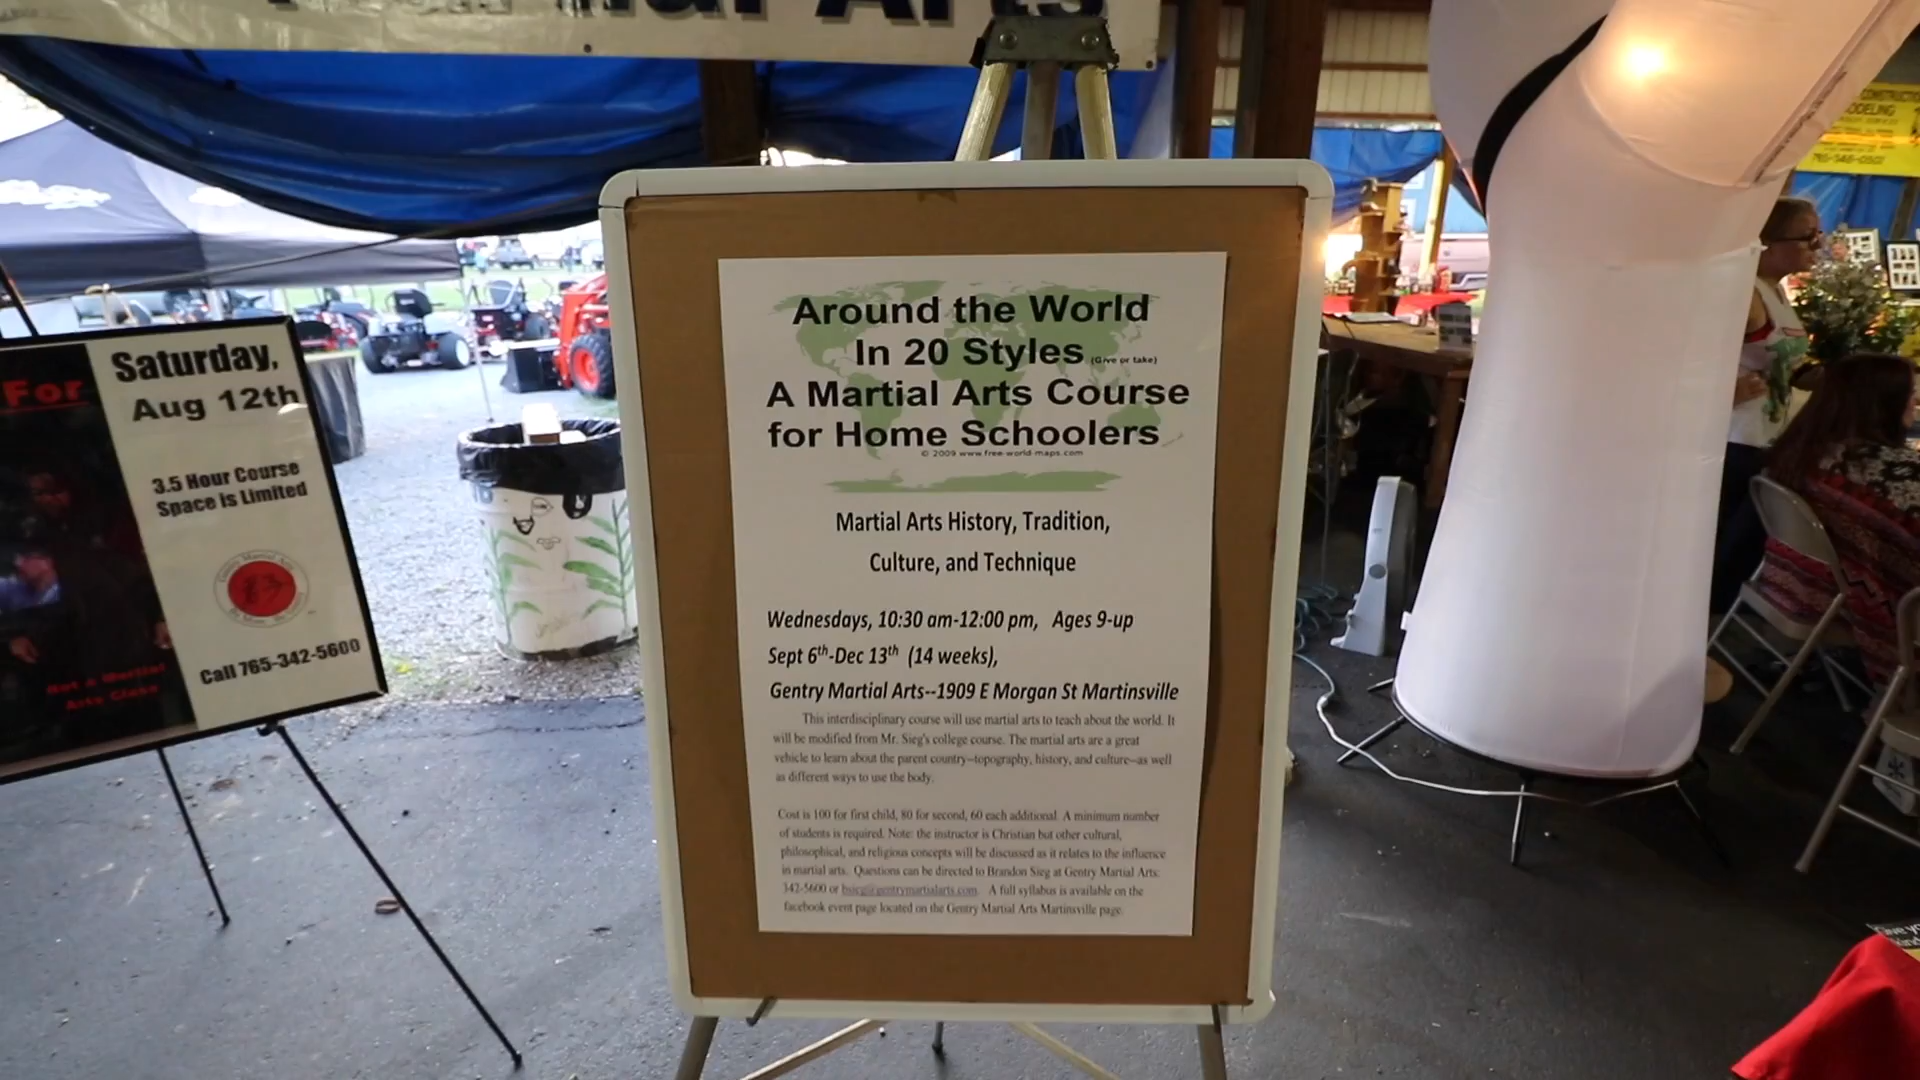 Arts
For
Saturday,
Aug 12th
3.5 Hour Course
Space is Limited
Gentry Martial Arts
Call 765-342-5600
Not a Martial
Arts Class
Around the World
In 20 Styles (Give or take)
A Martial Arts Course
for Home Schoolers
© 2009 www.free-world-maps.com
Martial Arts History, Tradition,
Culture, and Technique
Wednesdays, 10:30 am-12:00 pm, Ages 9-up
Sept 6th-Dec 13th (14 weeks),
Gentry Martial Arts--1909 E Morgan St Martinsville
This interdisciplinary course will use martial arts to teach about the world. It
will be modified from Mr. Sieg's college course. The martial arts are a great
vehicle to learn about the parent country--topography, history, and culture--as well
as different ways to use the body.
Cost is 100 for first child, 80 for second, 60 each additional. A minimum number
of students is required. Note: the instructor is Christian but other cultural,
philosophical, and religious concepts will be discussed as it relates to the influence
in martial arts. Questions can be directed to Brandon Sieg at Gentry Martial Arts:
342-5600 or bsieg@gentrymartialarts.com. A full syllabus is available on the
facebook event page located on the Gentry Martial Arts Martinsville page.